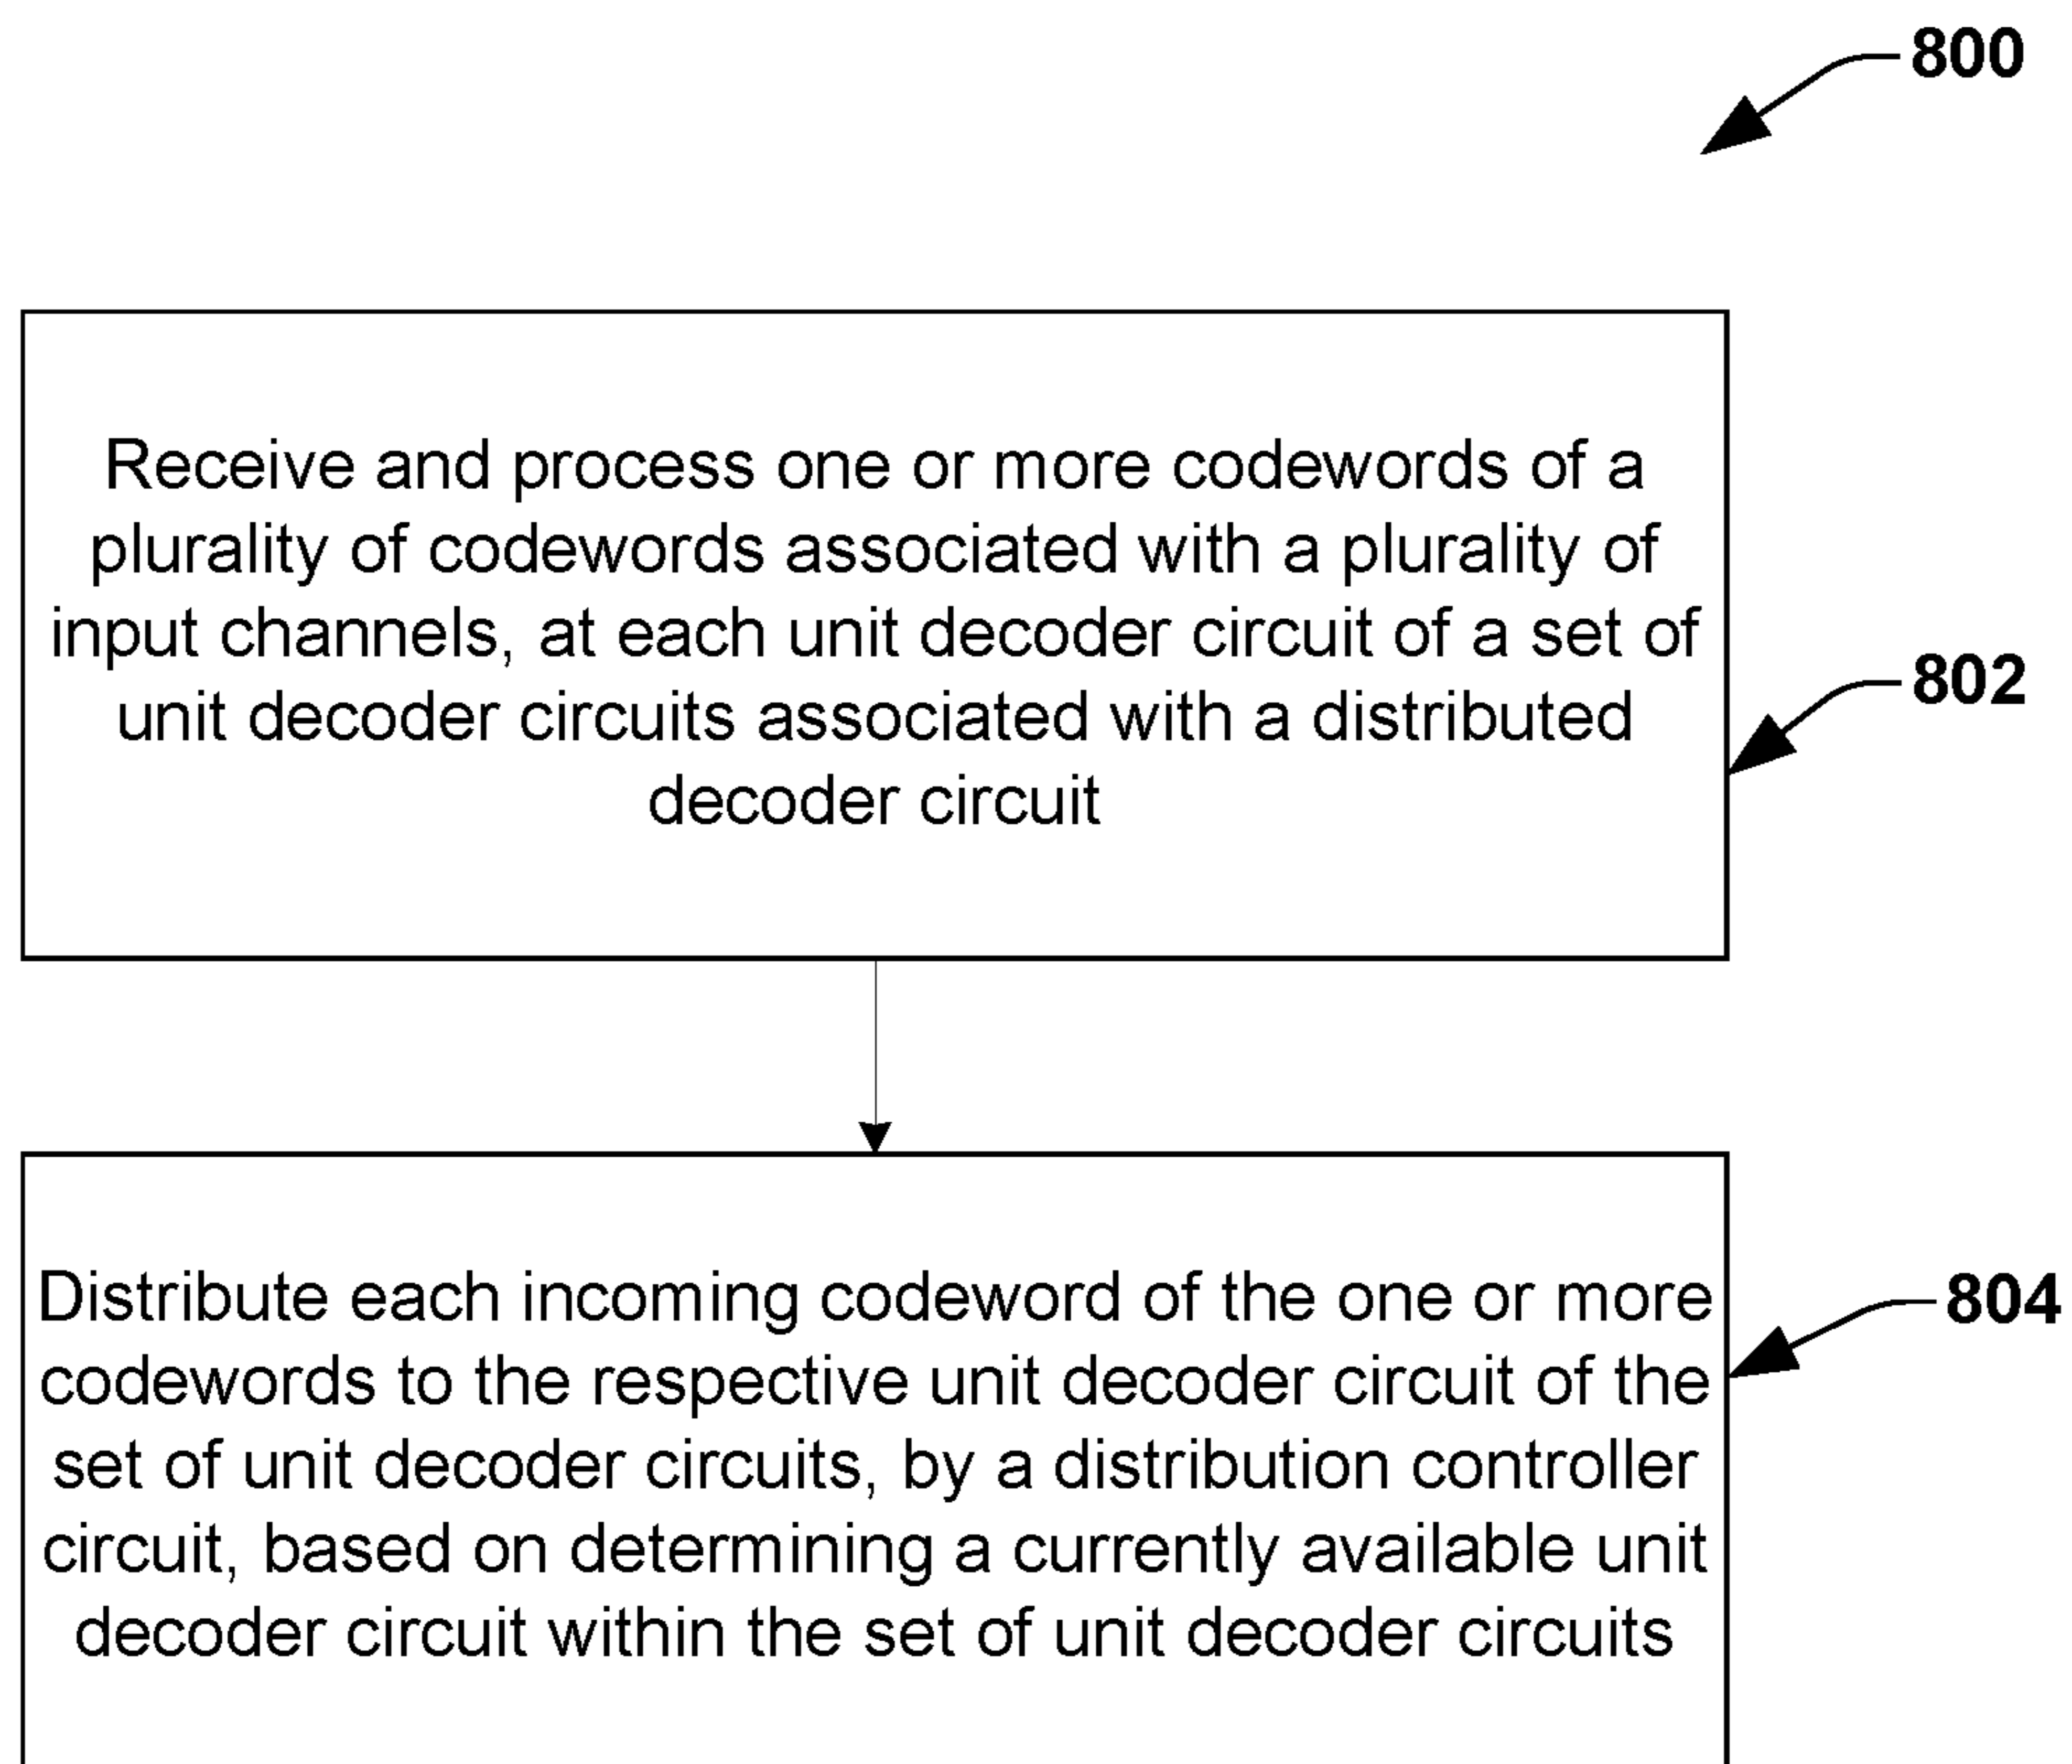 800
Receive and process one or more codewords of a
plurality of codewords associated with a plurality of
input channels, at each unit decoder circuit of a set of
unit decoder circuits associated with a distributed
decoder circuit
802
Distribute each incoming codeword of the one or more
codewords to the respective unit decoder circuit of the
set of unit decoder circuits, by a distribution controller
circuit, based on determining a currently available unit
decoder circuit within the set of unit decoder circuits
804